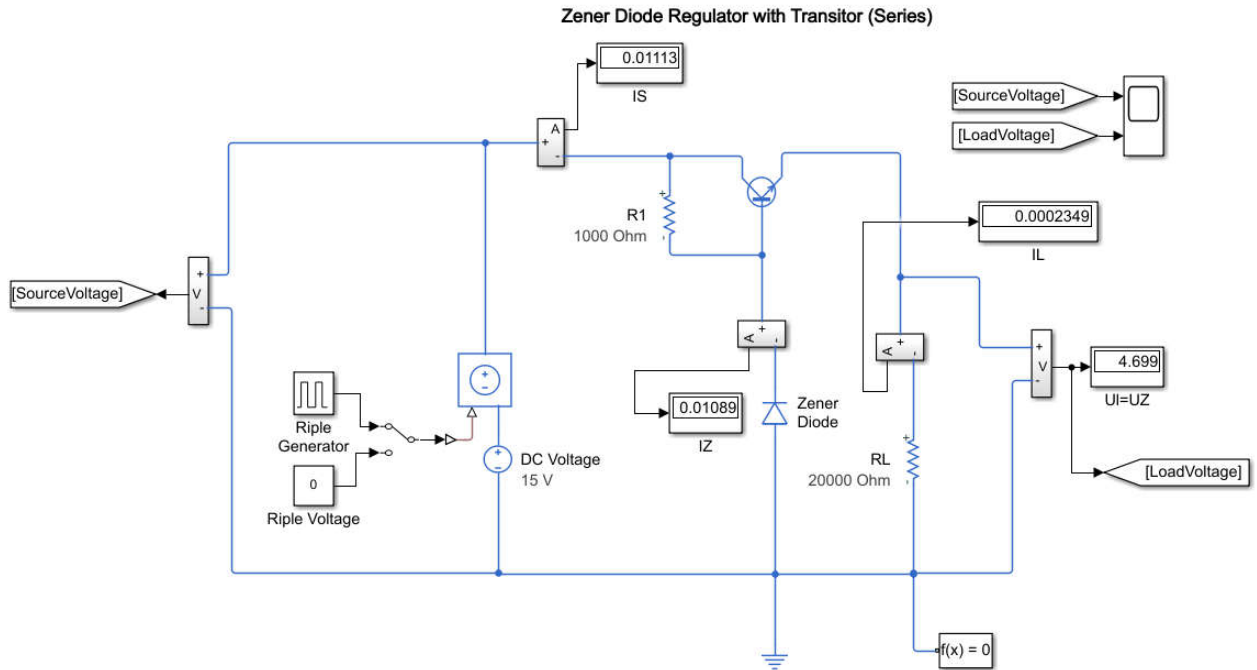 Zener Diode Regulator with Transitor (Series)
0.01113
IS
A
+
-
[SourceVoltage]
[LoadVoltage]
+
R1
1000 Ohm
-
0.0002349
IL
[SourceVoltage]
+
V
-
A
+
-
A
+
-
+
V
-
4.699
UI=UZ
+
-
Riple
Generator
0.01089
IZ
Zener
Diode
+
-
DC Voltage
15 V
0
Riple Voltage
+
RL
20000 Ohm
-
[LoadVoltage]
f(x) = 0